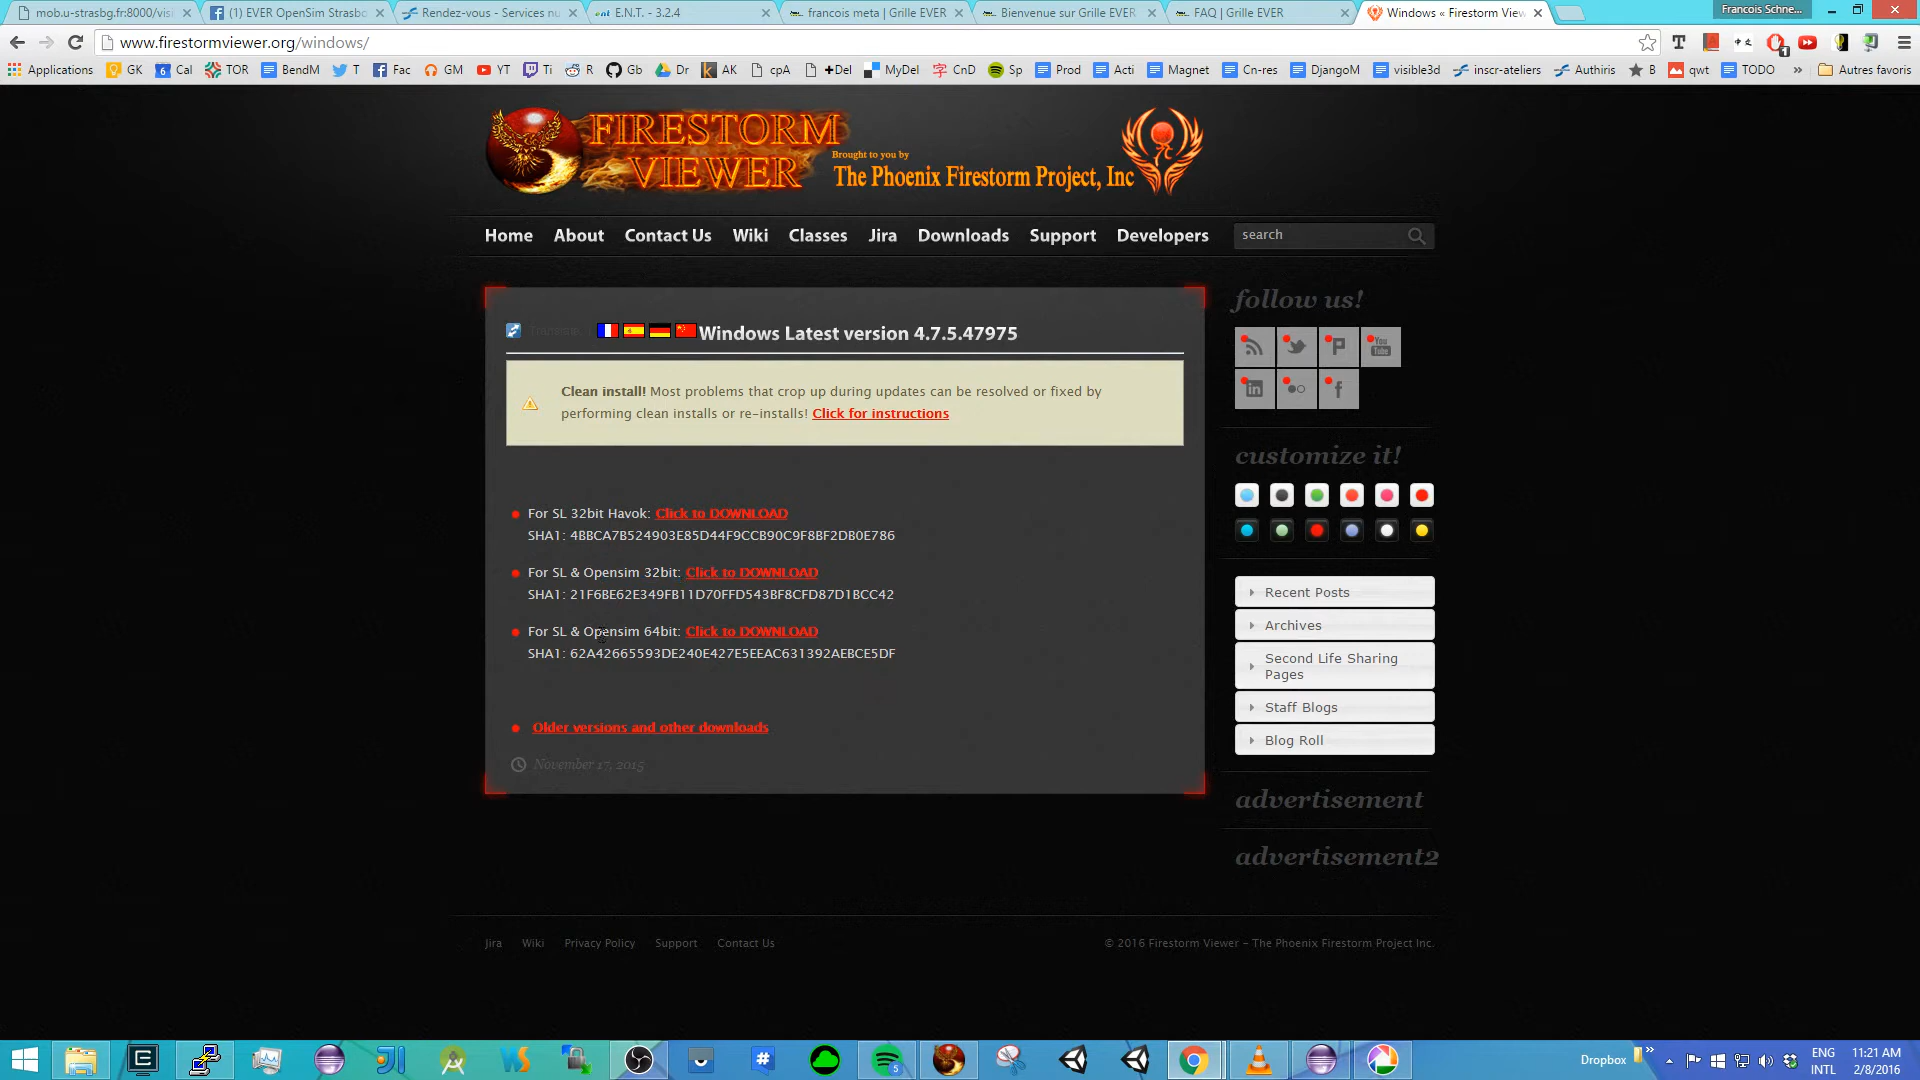 mob.u-strasbg.fr:8000/visi
(1) EVER OpenSim Strasbo
Rendez-vous - Services nu
E.N.T. - 3.2.4
francois meta | Grille EVER
Bienvenue sur Grille EVER
FAQ | Grille EVER
Windows « Firestorm View
Francois Schne...
www.firestormviewer.org/windows/
Applications GK Cal TOR BendM T Fac GM YT Ti R Gb Dr AK cpA +Del MyDel CnD Sp Prod Acti Magnet Cn-res DjangoM visible3d inscr-ateliers Authiris B qwt TODO » Autres favoris
FIRESTORM
VIEWER
Brought to you by
The Phoenix Firestorm Project, Inc
Home About Contact Us Wiki Classes Jira Downloads Support Developers search
Translate: Windows Latest version 4.7.5.47975
Clean install! Most problems that crop up during updates can be resolved or fixed by
performing clean installs or re-installs! Click for instructions
For SL 32bit Havok: Click to DOWNLOAD
SHA1: 4BBCA7B524903E85D44F9CCB90C9F8BF2DB0E786
For SL & Opensim 32bit: Click to DOWNLOAD
SHA1: 21F6BE62E349FB11D70FFD543BF8CFD87D1BCC42
For SL & Opensim 64bit: Click to DOWNLOAD
SHA1: 62A42665593DE240E427E5EEAC631392AEBCE5DF
Older versions and other downloads
November 17, 2015
follow us!
You
Tube
in
f
customize it!
Recent Posts
Archives
Second Life Sharing
Pages
Staff Blogs
Blog Roll
advertisement
advertisement2
Jira Wiki Privacy Policy Support Contact Us
© 2016 Firestorm Viewer – The Phoenix Firestorm Project Inc.
Dropbox
ENG
INTL
11:21 AM
2/8/2016